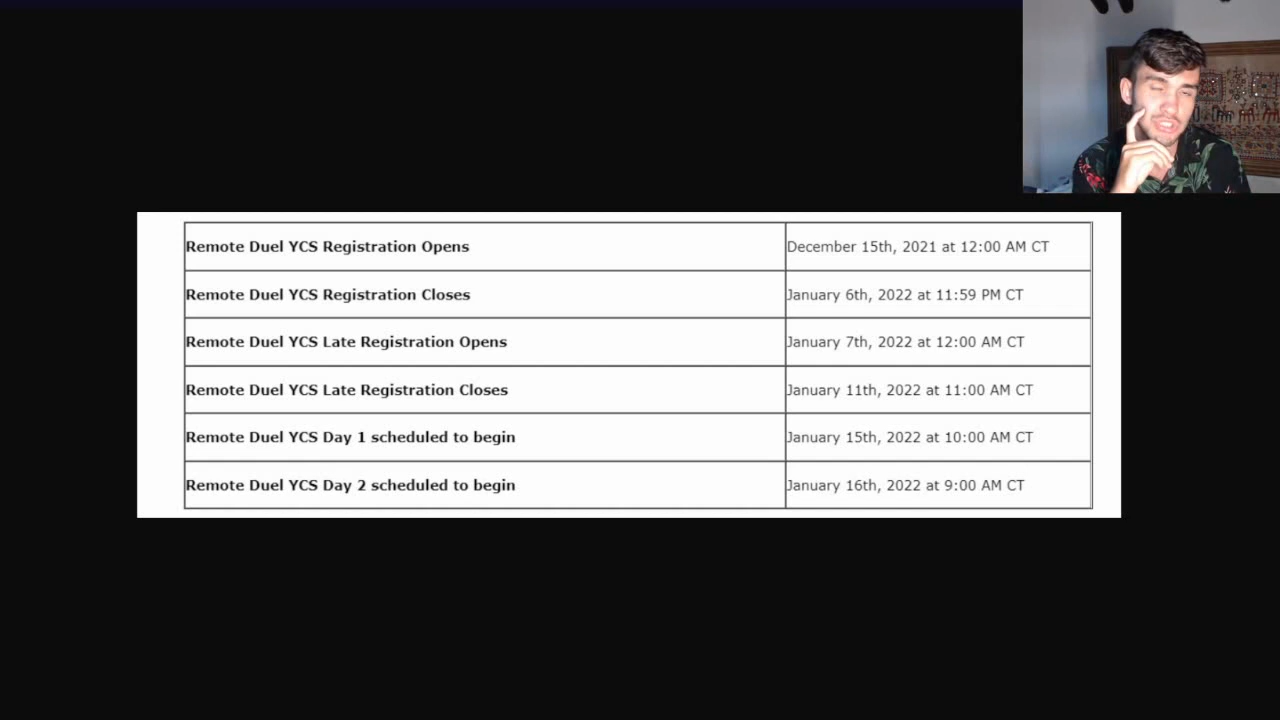 Remote Duel YCS Registration Opens December 15th, 2021 at 12:00 AM CT
Remote Duel YCS Registration Closes January 6th, 2022 at 11:59 PM CT
Remote Duel YCS Late Registration Opens January 7th, 2022 at 12:00 AM CT
Remote Duel YCS Late Registration Closes January 11th, 2022 at 11:00 AM CT
Remote Duel YCS Day 1 scheduled to begin January 15th, 2022 at 10:00 AM CT
Remote Duel YCS Day 2 scheduled to begin January 16th, 2022 at 9:00 AM CT